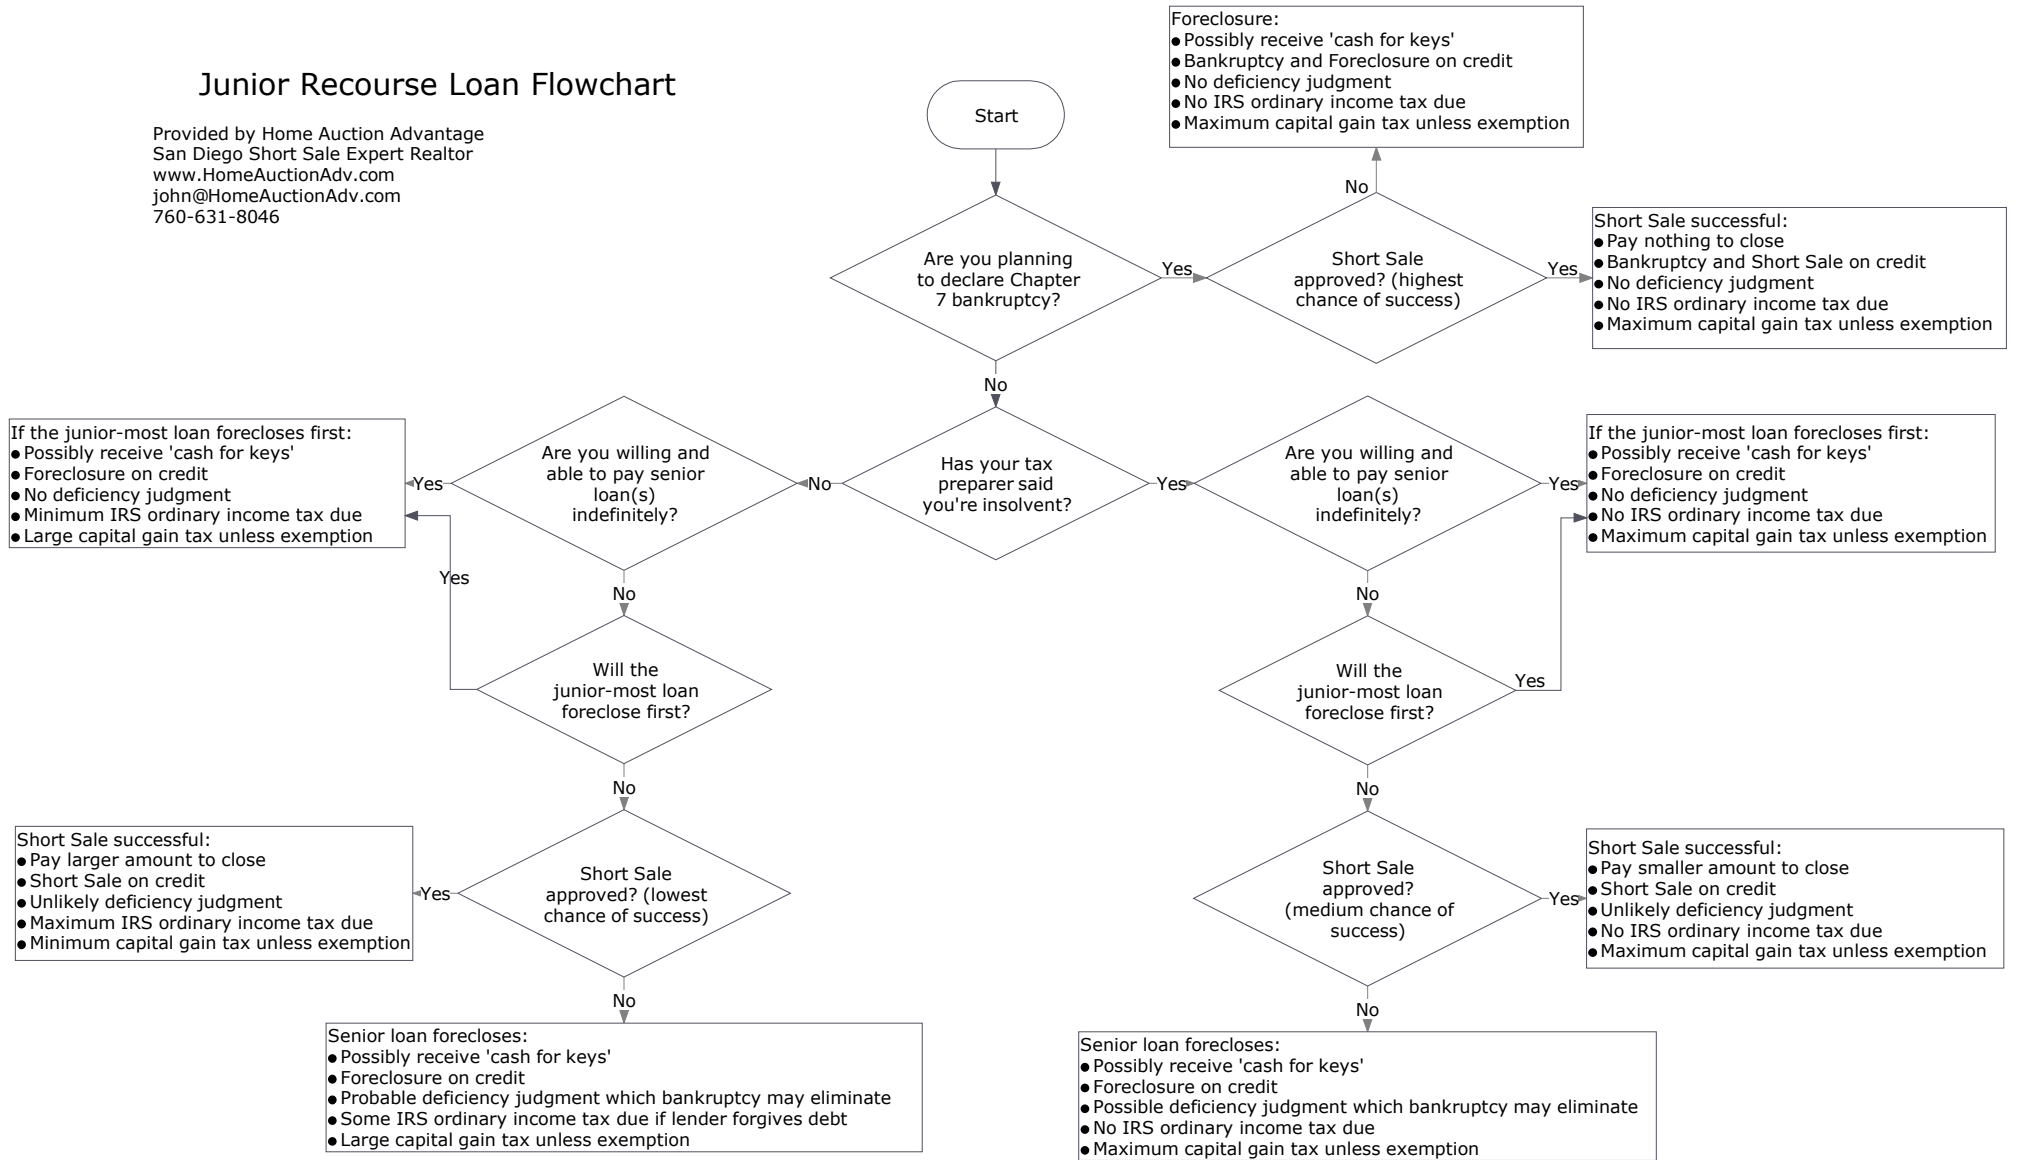 Junior Recourse Loan Flowchart
Provided by Home Auction Advantage
San Diego Short Sale Expert Realtor
www.HomeAuctionAdv.com
john@HomeAuctionAdv.com
760-631-8046
Start
Foreclosure:
● Possibly receive 'cash for keys'
● Bankruptcy and Foreclosure on credit
● No deficiency judgment
● No IRS ordinary income tax due
● Maximum capital gain tax unless exemption
No
Are you planning
to declare Chapter
7 bankruptcy?
Yes
Short Sale
approved? (highest
chance of success)
Yes
Short Sale successful:
● Pay nothing to close
● Bankruptcy and Short Sale on credit
● No deficiency judgment
● No IRS ordinary income tax due
● Maximum capital gain tax unless exemption
No
If the junior-most loan forecloses first:
● Possibly receive 'cash for keys'
● Foreclosure on credit
● No deficiency judgment
● Minimum IRS ordinary income tax due
● Large capital gain tax unless exemption
Yes
Are you willing and
able to pay senior
loan(s)
indefinitely?
No
Has your tax
preparer said
you're insolvent?
Yes
Are you willing and
able to pay senior
loan(s)
indefinitely?
Yes
If the junior-most loan forecloses first:
● Possibly receive 'cash for keys'
● Foreclosure on credit
● No deficiency judgment
● No IRS ordinary income tax due
● Maximum capital gain tax unless exemption
Yes
No
No
Will the
junior-most loan
foreclose first?
Will the
junior-most loan
foreclose first?
Yes
No
No
Short Sale successful:
● Pay larger amount to close
● Short Sale on credit
● Unlikely deficiency judgment
● Maximum IRS ordinary income tax due
● Minimum capital gain tax unless exemption
Yes
Short Sale
approved? (lowest
chance of success)
Short Sale
approved?
(medium chance of
success)
Yes
Short Sale successful:
● Pay smaller amount to close
● Short Sale on credit
● Unlikely deficiency judgment
● No IRS ordinary income tax due
● Maximum capital gain tax unless exemption
No
No
Senior loan forecloses:
● Possibly receive 'cash for keys'
● Foreclosure on credit
● Probable deficiency judgment which bankruptcy may eliminate
● Some IRS ordinary income tax due if lender forgives debt
● Large capital gain tax unless exemption
Senior loan forecloses:
● Possibly receive 'cash for keys'
● Foreclosure on credit
● Possible deficiency judgment which bankruptcy may eliminate
● No IRS ordinary income tax due
● Maximum capital gain tax unless exemption